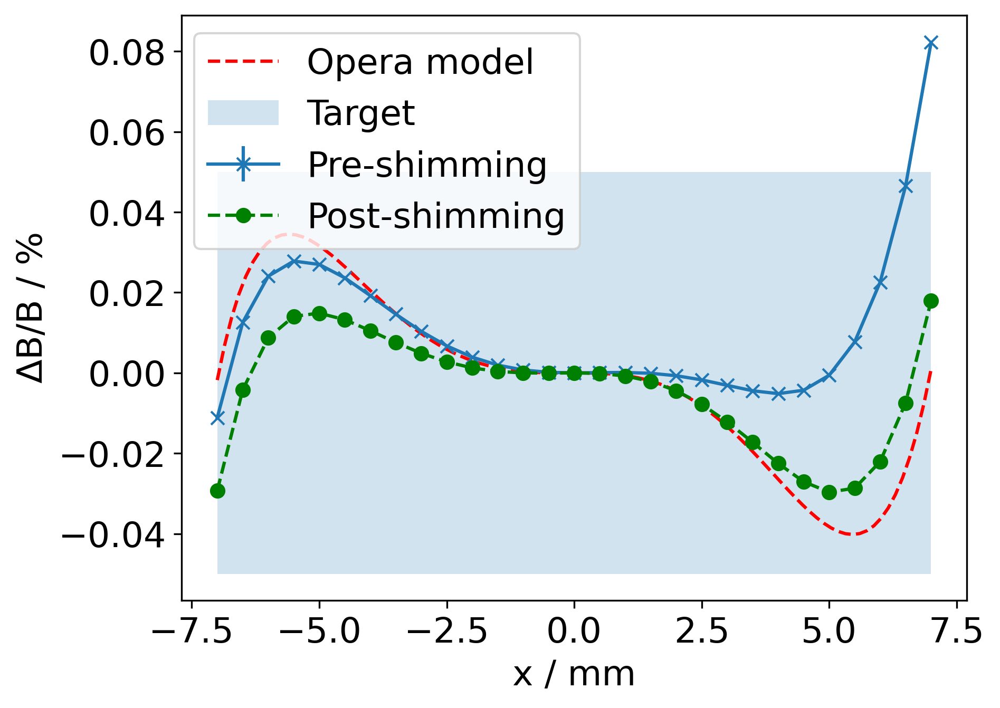 Opera model
Target
Pre-shimming
Post-shimming
0.08
0.06
0.04
0.02
0.00
−0.02
−0.04
ΔB/B / %
−7.5 −5.0 −2.5 0.0 2.5 5.0 7.5
x / mm